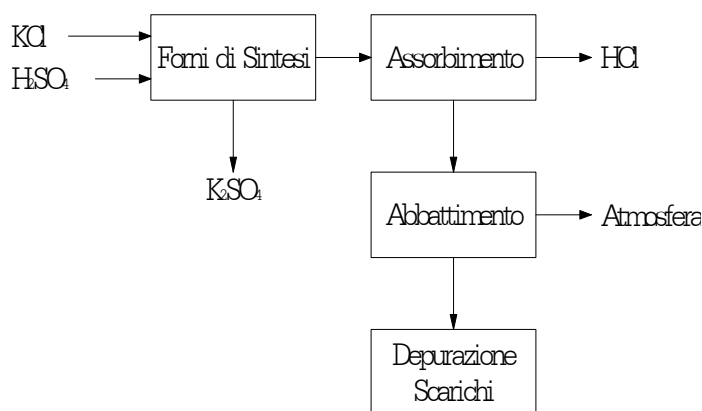 KCl
Forni di Sintesi
Assorbimento
HCl
H₂SO₄
K₂SO₄
Abbattimento
Atmosfera
Depurazione
Scarichi